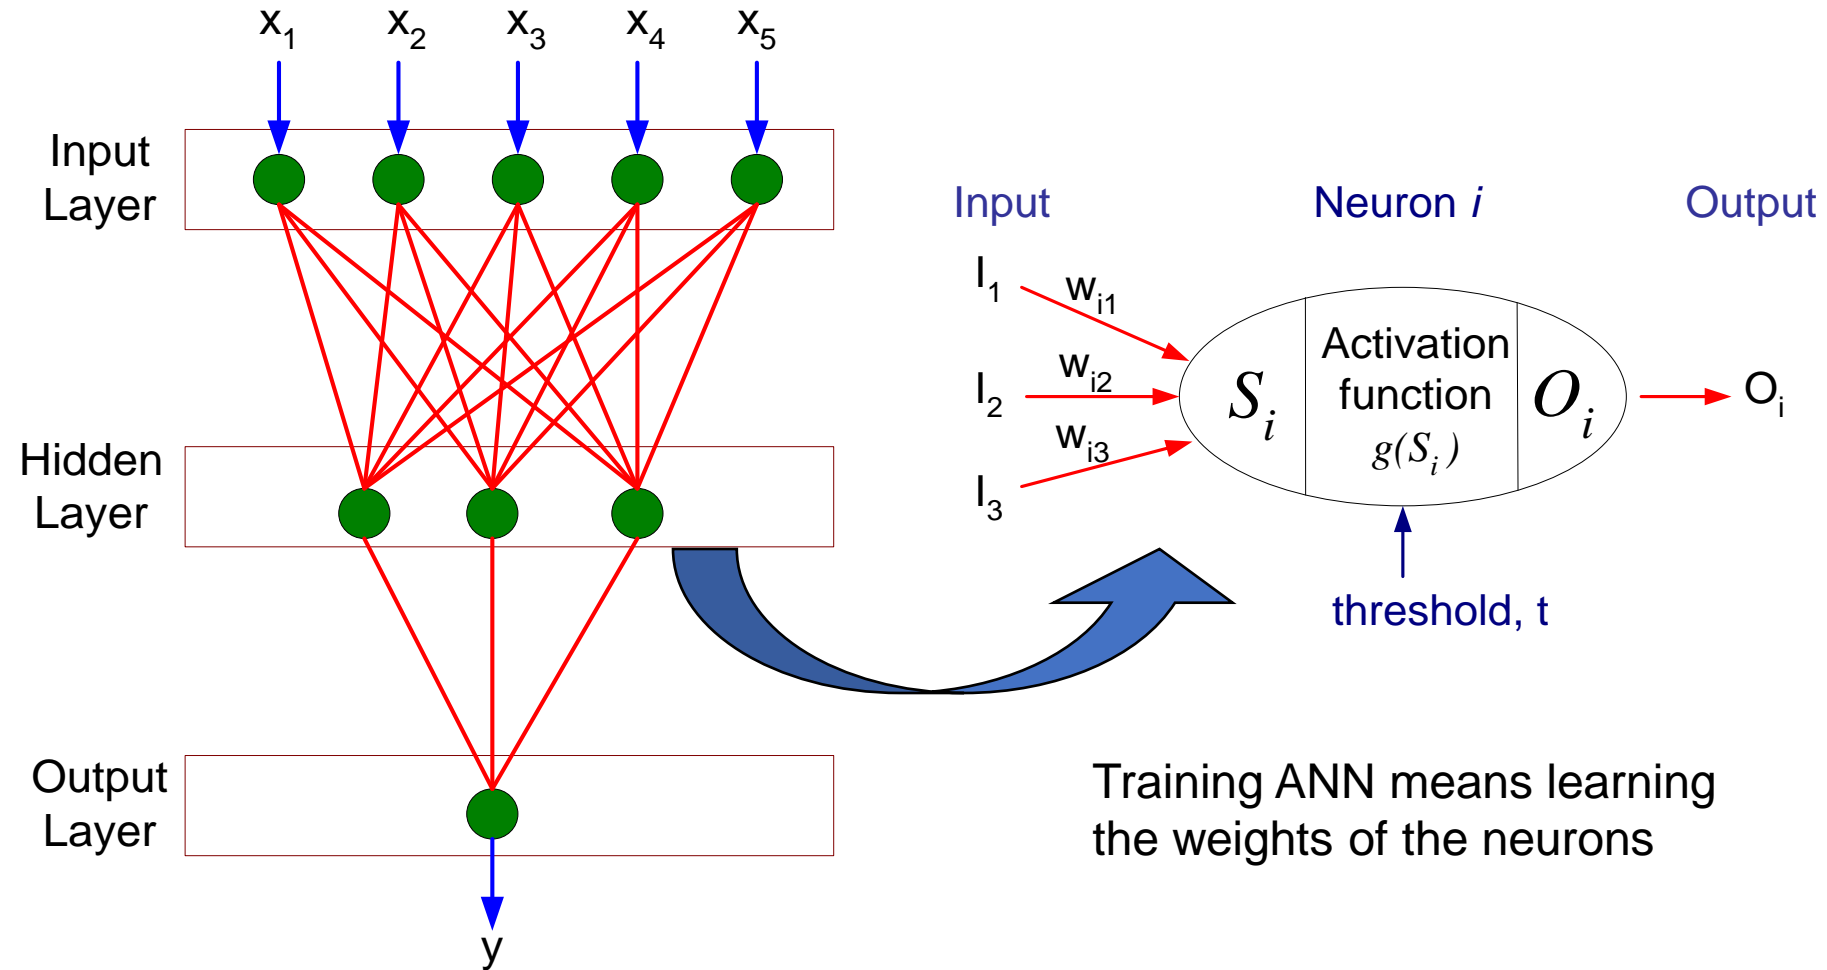 x1 x2 x3 x4 x5
Input
Layer
Hidden
Layer
Output
Layer
y
Input Neuron i Output
I1 wi1
I2 wi2
I3 wi3
Si
Activation
function
g(Si)
Oi
Oi
threshold, t
Training ANN means learning
the weights of the neurons